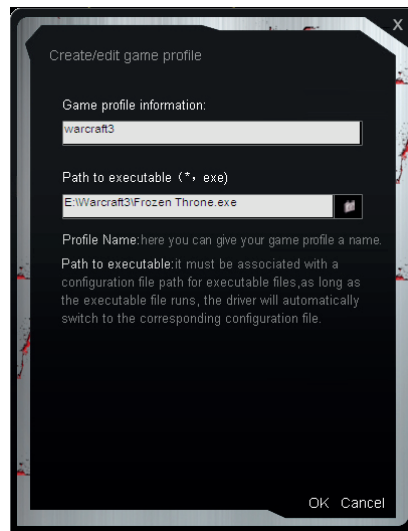 X
Create/edit game profile
Game profile information:
warcraft3
Path to executable (*, exe)
E:\Warcraft3\Frozen Throne.exe
Profile Name:here you can give your game profile a name.
Path to executable:it must be associated with a
configuration file path for executable files,as long as
the executable file runs, the driver will automatically
switch to the corresponding configuration file.
OK Cancel